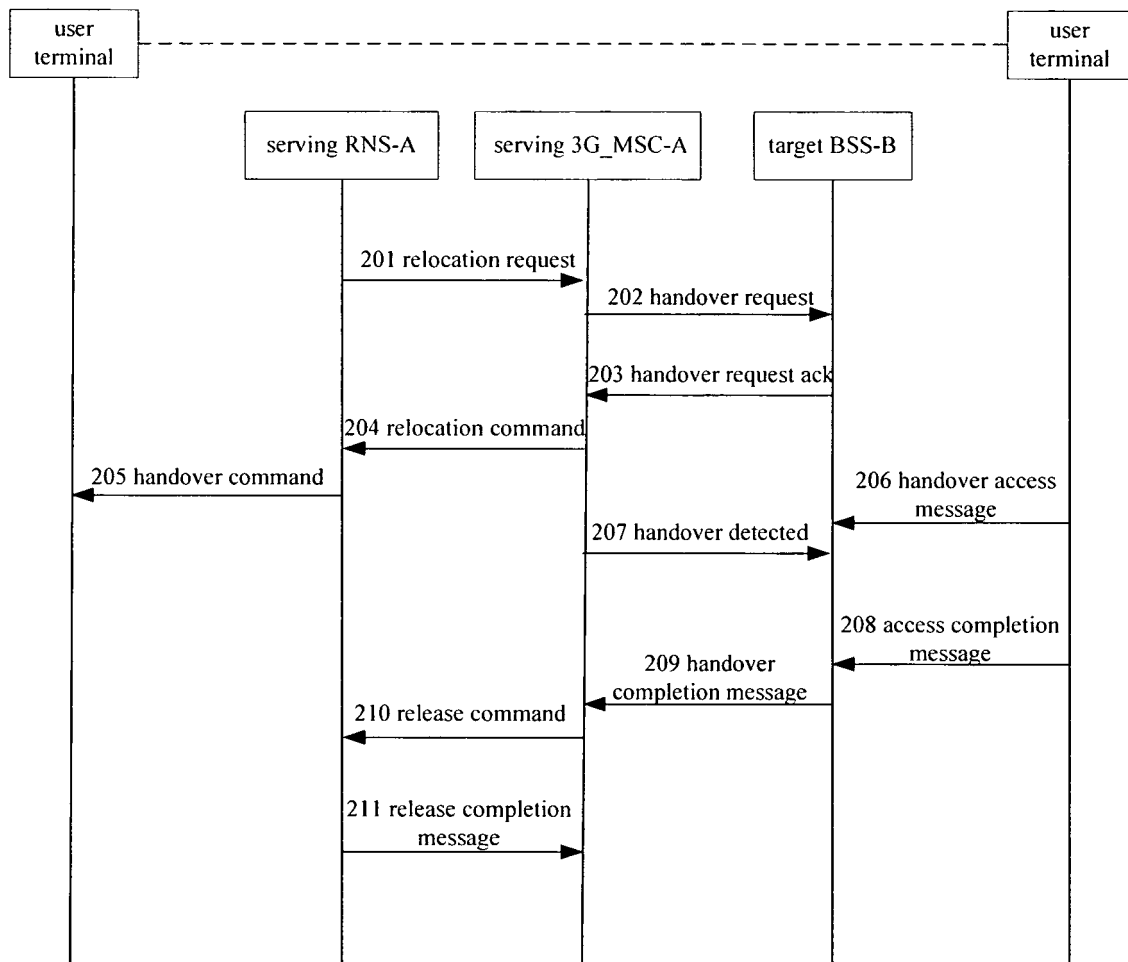 user
terminal
user
terminal
serving RNS-A
serving 3G_MSC-A
target BSS-B
201 relocation request
202 handover request
203 handover request ack
204 relocation command
205 handover command
206 handover access
message
207 handover detected
208 access completion
message
209 handover
completion message
210 release command
211 release completion
message